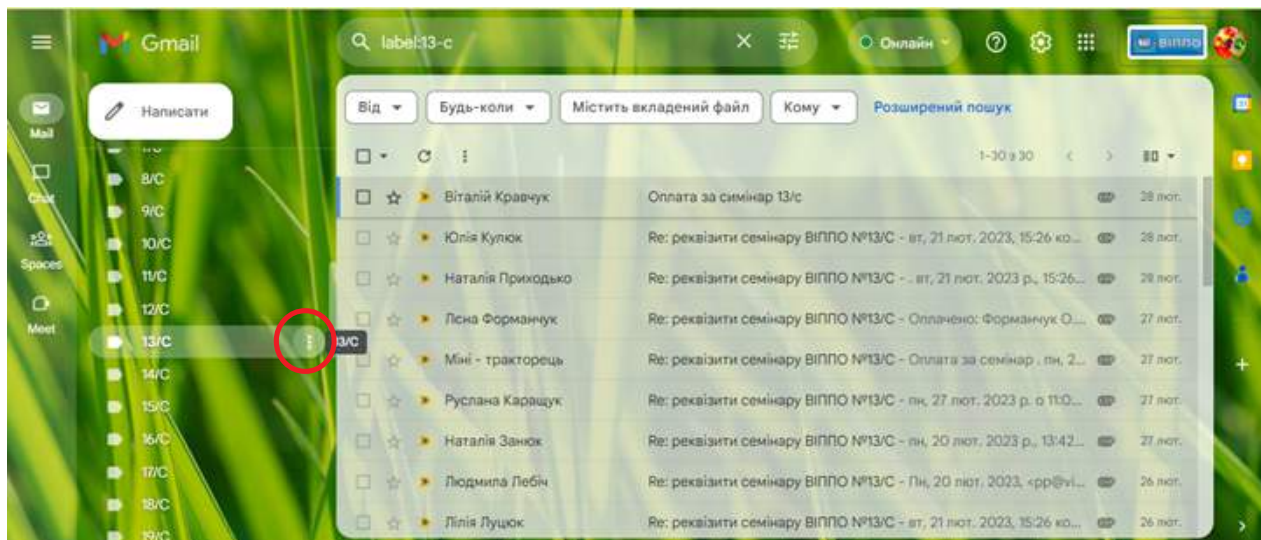 Gmail
label:13-c
Онлайн
ВІППО
Mail
Chat
Spaces
Meet
Написати
8/С
9/С
10/С
11/С
12/С
13/С
14/С
15/С
16/С
17/С
18/С
19/С
13/С
Від
Будь-коли
Містить вкладений файл
Кому
Розширений пошук
1-30 з 30
Віталій Кравчук Оплата за симінар 13/с 28 лют.
Юлія Кулюк Re: реквізити семінару ВІППО №13/С - вт, 21 лют. 2023, 15:26 ко... 28 лют.
Наталія Приходько Re: реквізити семінару ВІППО №13/С - . вт, 21 лют. 2023 р., 15:26... 28 лют.
Лєна Форманчук Re: реквізити семінару ВІППО №13/С - Оплачено: Форманчук О.... 27 лют.
Міні - тракторець Re: реквізити семінару ВІППО №13/С - Оплата за семінар . пн, 2... 27 лют.
Руслана Каращук Re: реквізити семінару ВІППО №13/С - пн, 27 лют. 2023 р. о 11:0... 27 лют.
Наталія Занюк Re: реквізити семінару ВІППО №13/С - пн, 20 лют. 2023 р., 13:42... 27 лют.
Людмила Лебіч Re: реквізити семінару ВІППО №13/С - Пн, 20 лют. 2023, <pp@vi... 26 лют.
Лілія Луцюк Re: реквізити семінару ВІППО №13/С - вт, 21 лют. 2023, 15:26 ко... 26 лют.